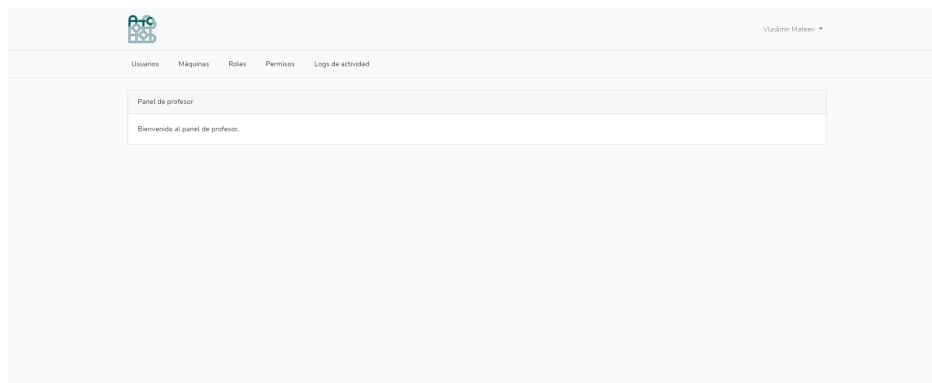 Vladimir Mateev
Usuarios Máquinas Roles Permisos Logs de actividad
Panel de profesor
Bienvenido al panel de profesor.